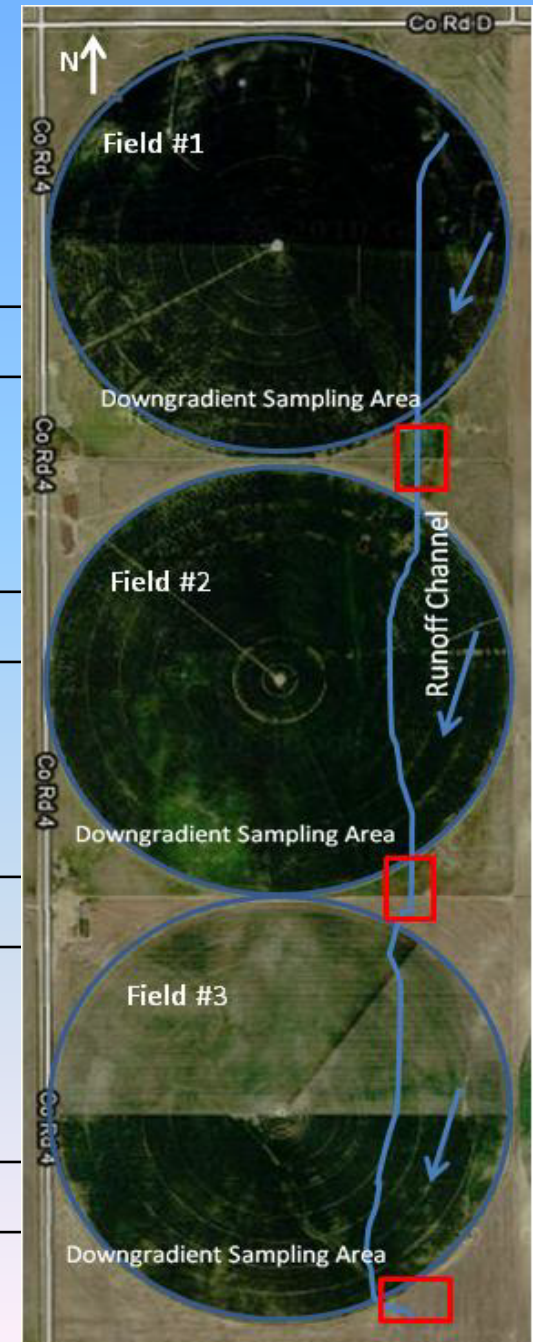 Co Rd D
N
Field #1
Co Rd 4
Downgradient Sampling Area
Co Rd 4
Field #2
Runoff Channel
Co Rd 4
Downgradient Sampling Area
Field #3
Co Rd 4
Downgradient Sampling Area